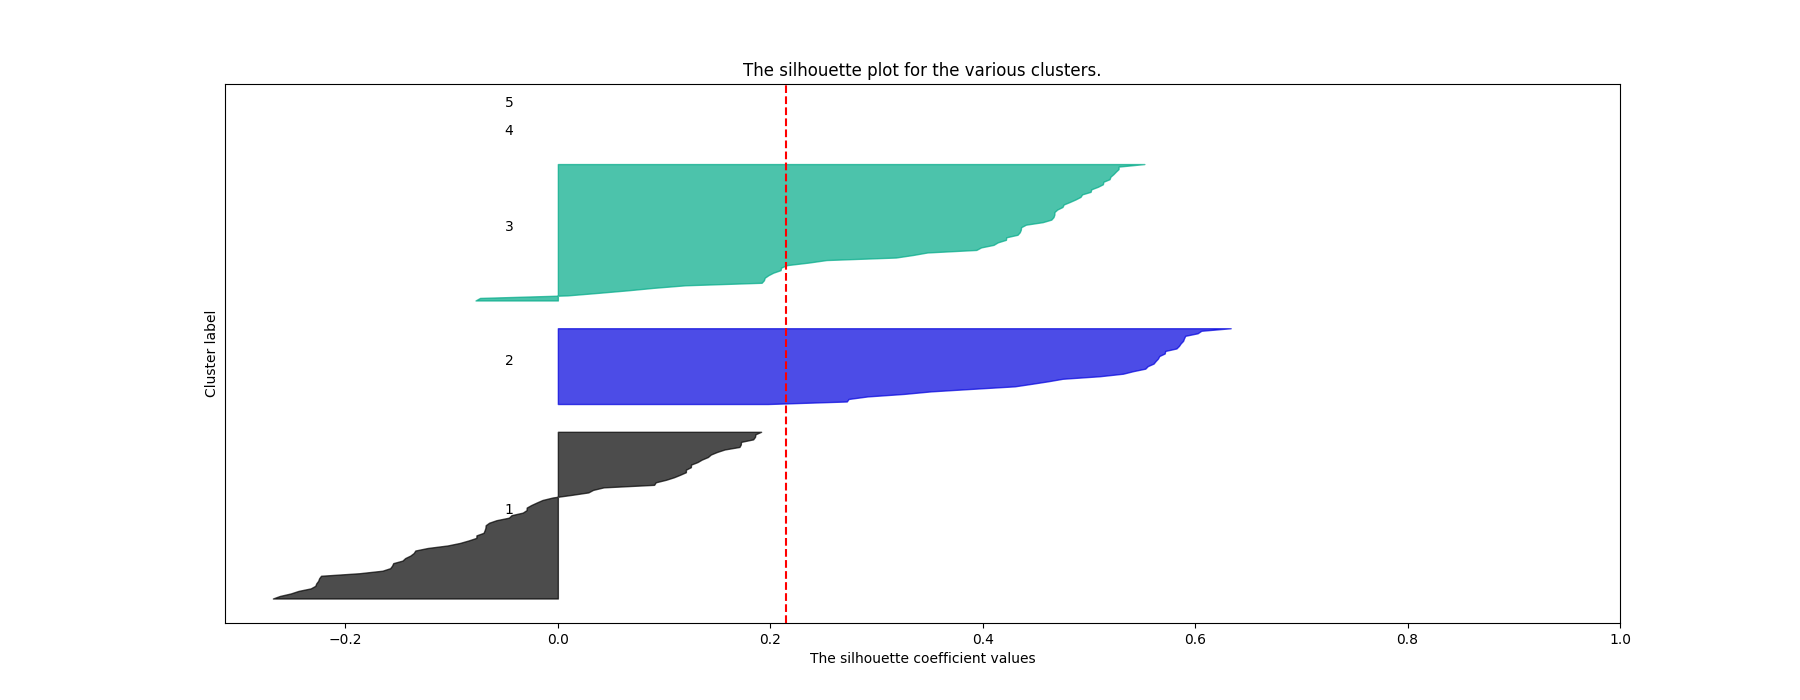 The silhouette plot for the various clusters.
5
4
3
2
1
Cluster label
−0.2 0.0 0.2 0.4 0.6 0.8 1.0
The silhouette coefficient values